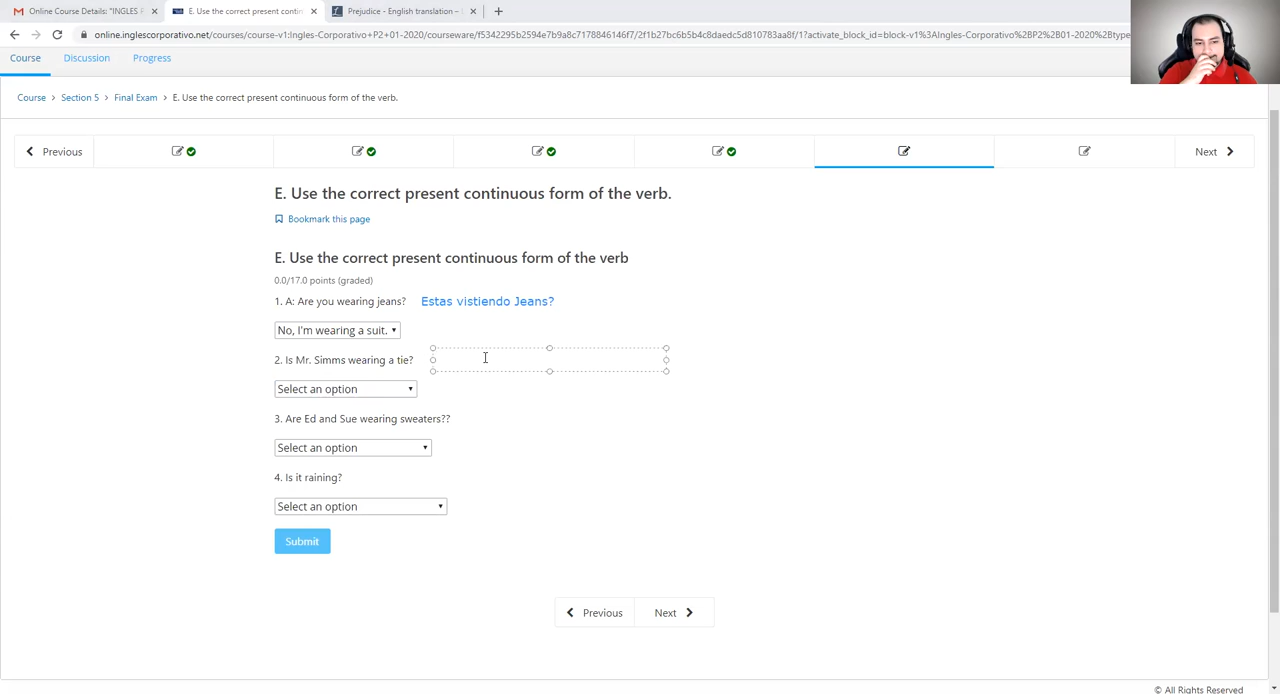 Online Course Details: "INGLES F
E. Use the correct present contin
Prejudice - English translation –
online.inglescorporativo.net/courses/course-v1:Ingles-Corporativo+P2+01-2020/courseware/f5342295b2594e7b9a8c7178846146f7/2f1b27bc6b5b4c8daedc5d810783aa8f/1?activate_block_id=block-v1%3AIngles-Corporativo%2BP2%2B01-2020%2Btype
Course Discussion Progress
Course > Section 5 > Final Exam > E. Use the correct present continuous form of the verb.
Previous
Next
E. Use the correct present continuous form of the verb.
Bookmark this page
E. Use the correct present continuous form of the verb
0.0/17.0 points (graded)
1. A: Are you wearing jeans? Estas vistiendo Jeans?
No, I'm wearing a suit.
2. Is Mr. Simms wearing a tie?
Select an option
3. Are Ed and Sue wearing sweaters??
Select an option
4. Is it raining?
Select an option
Submit
Previous Next
© All Rights Reserved